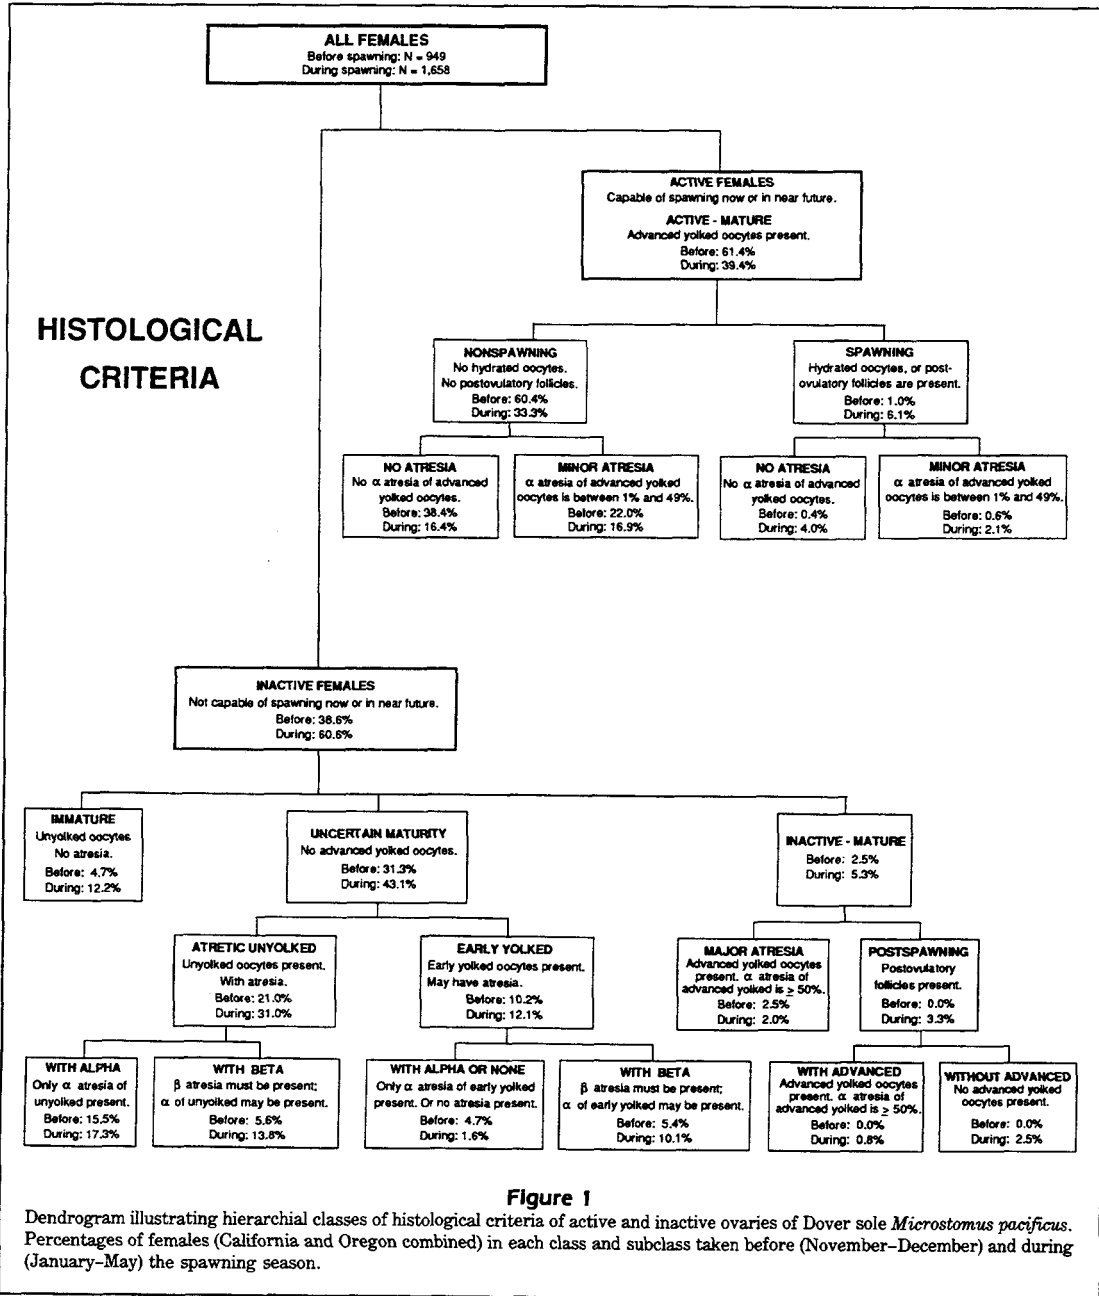 ALL FEMALES
Before spawning: N = 949
During spawning: N = 1,658
ACTIVE FEMALES
Capable of spawning now or in near future.
ACTIVE - MATURE
Advanced yolked oocytes present.
Before: 61.4%
During: 39.4%
HISTOLOGICAL
CRITERIA
NONSPAWNING
No hydrated oocytes.
No postovulatory follicles.
Before: 60.4%
During: 33.3%
SPAWNING
Hydrated oocytes, or post-
ovulatory follicles are present.
Before: 1.0%
During: 6.1%
NO ATRESIA
No α atresia of advanced
yolked oocytes.
Before: 38.4%
During: 16.4%
MINOR ATRESIA
α atresia of advanced yolked
oocytes is between 1% and 49%.
Before: 22.0%
During: 16.9%
NO ATRESIA
No α atresia of advanced
yolked oocytes.
Before: 0.4%
During: 4.0%
MINOR ATRESIA
α atresia of advanced yolked
oocytes is between 1% and 49%.
Before: 0.6%
During: 2.1%
INACTIVE FEMALES
Not capable of spawning now or in near future.
Before: 38.6%
During: 60.6%
IMMATURE
Unyolked oocytes
No atresia.
Before: 4.7%
During: 12.2%
UNCERTAIN MATURITY
No advanced yolked oocytes.
Before: 31.3%
During: 43.1%
INACTIVE - MATURE
Before: 2.5%
During: 5.3%
ATRETIC UNYOLKED
Unyolked oocytes present.
With atresia.
Before: 21.0%
During: 31.0%
EARLY YOLKED
Early yolked oocytes present.
May have atresia.
Before: 10.2%
During: 12.1%
MAJOR ATRESIA
Advanced yolked oocytes
present. α atresia of
advanced yolked is ≥ 50%.
Before: 2.5%
During: 2.0%
POSTSPAWNING
Postovulatory
follicles present.
Before: 0.0%
During: 3.3%
WITH ALPHA
Only α atresia of
unyolked present.
Before: 15.5%
During: 17.3%
WITH BETA
β atresia must be present;
α of unyolked may be present.
Before: 5.6%
During: 13.8%
WITH ALPHA OR NONE
Only α atresia of early yolked
present. Or no atresia present.
Before: 4.7%
During: 1.6%
WITH BETA
β atresia must be present;
α of early yolked may be present.
Before: 5.4%
During: 10.1%
WITH ADVANCED
Advanced yolked oocytes
present. α atresia of
advanced yolked is ≥ 50%.
Before: 0.0%
During: 0.8%
WITHOUT ADVANCED
No advanced yolked
oocytes present.
Before: 0.0%
During: 2.5%
Figure 1
Dendrogram illustrating hierarchial classes of histological criteria of active and inactive ovaries of Dover sole Microstomus pacificus.
Percentages of females (California and Oregon combined) in each class and subclass taken before (November–December) and during
(January–May) the spawning season.